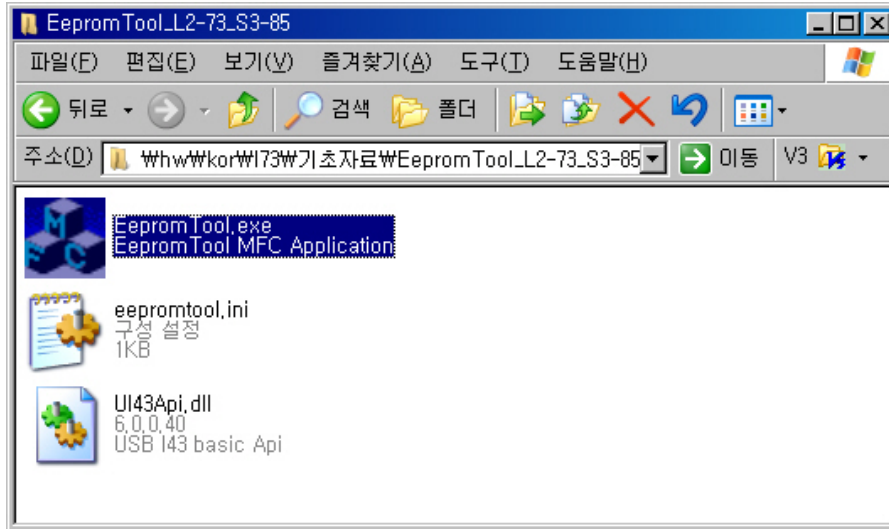 EepromTool_L2-73_S3-85
파일(F) 편집(E) 보기(V) 즐겨찾기(A) 도구(T) 도움말(H)
뒤로 검색 폴더
주소(D) ₩hw₩kor₩I73₩기초자료₩EepromTool_L2-73_S3-85 이동 V3
MFC
EepromTool.exe
EepromTool MFC Application
eepromtool.ini
구성 설정
1KB
UI43Api.dll
6.0.0.40
USB I43 basic Api